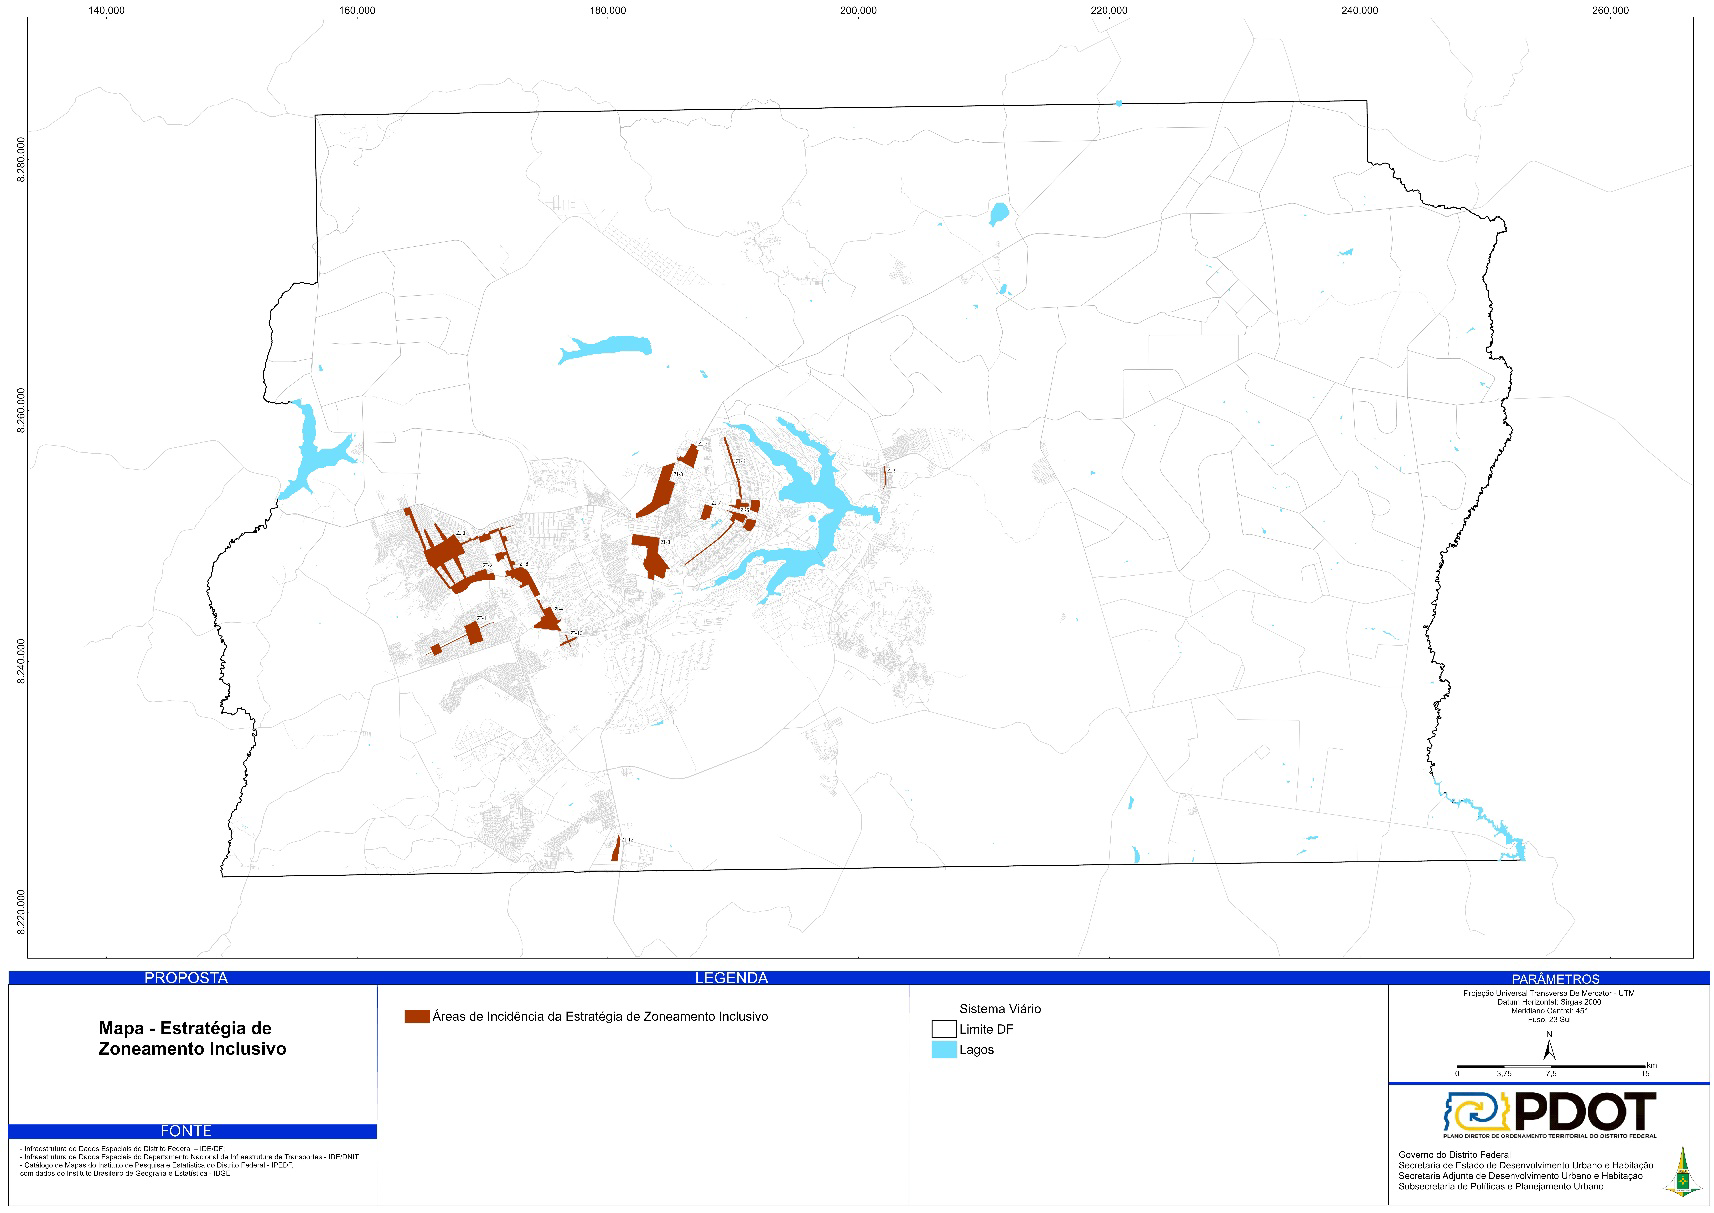 140.000 160.000 180.000 200.000 220.000 240.000 260.000
8.280.000
8.260.000
8.240.000
8.220.000
PROPOSTA
Mapa - Estratégia de
Zoneamento Inclusivo
FONTE
- Infraestrutura de Dados Espaciais do Distrito Federal – IDE/DF
- Infraestrutura de Dados Espaciais do Departamento Nacional de Infraestrutura de Transportes - IDE/DNIT
- Catálogo de Mapas do Instituto de Pesquisa e Estatística do Distrito Federal - IPEDF,
com dados do Instituto Brasileiro de Geografia e Estatística - IBGE
LEGENDA
Áreas de Incidência da Estratégia de Zoneamento Inclusivo
Sistema Viário
Limite DF
Lagos
PARÂMETROS
Projeção Universal Transversa De Mercator - UTM
Datum Horizontal: Sirgas 2000
Meridiano Central: 45°
Fuso: 23 Sul
N
km
0 3,75 7,5 15
PDOT
PLANO DIRETOR DE ORDENAMENTO TERRITORIAL DO DISTRITO FEDERAL
Governo do Distrito Federal
Secretaria de Estado de Desenvolvimento Urbano e Habitação
Secretaria Adjunta de Desenvolvimento Urbano e Habitação
Subsecretaria de Políticas e Planejamento Urbano